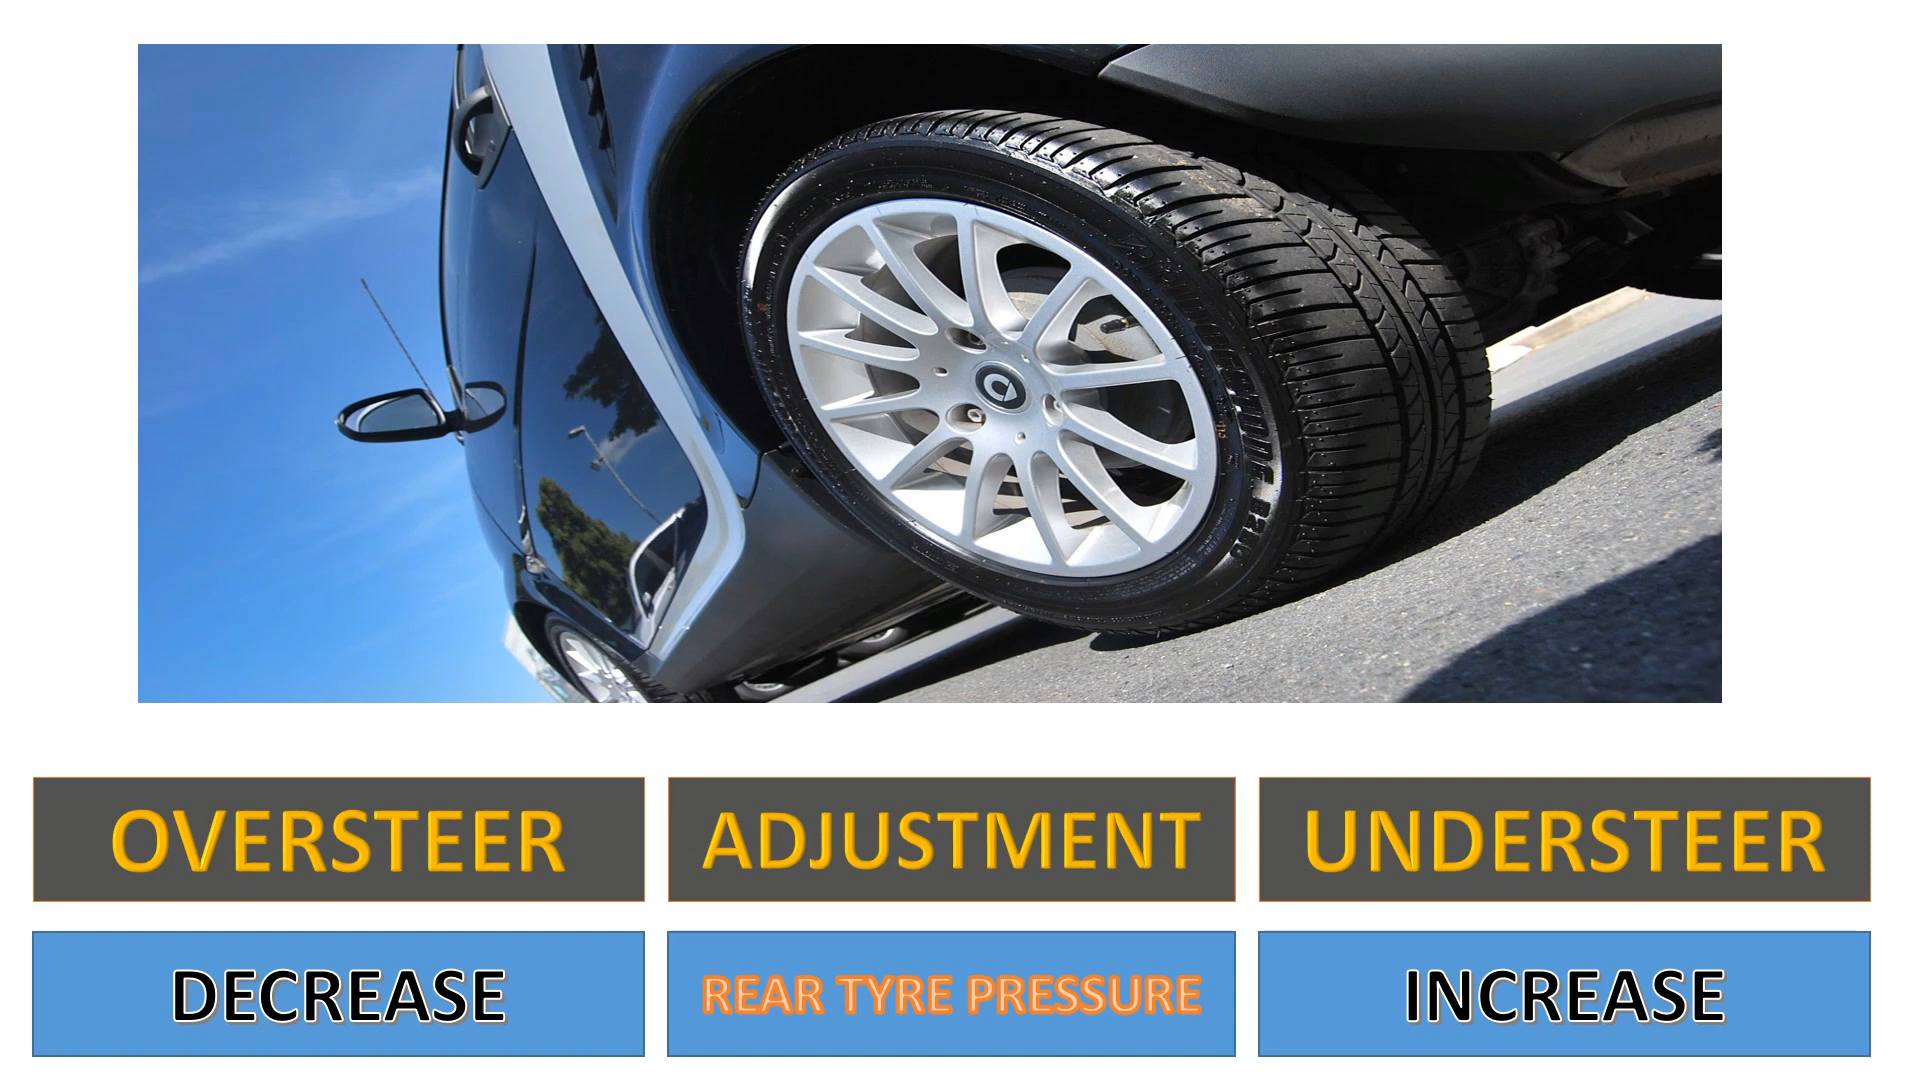 OVERSTEER
ADJUSTMENT
UNDERSTEER
DECREASE
REAR TYRE PRESSURE
INCREASE